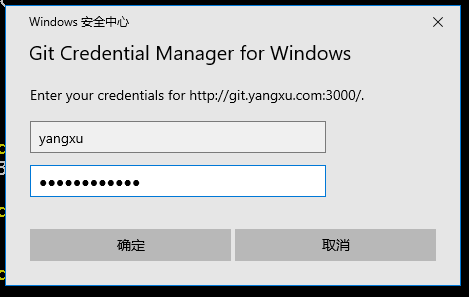 Windows 安全中心
Git Credential Manager for Windows
Enter your credentials for http://git.yangxu.com:3000/.
yangxu
●●●●●●●●●●●●
确定
取消